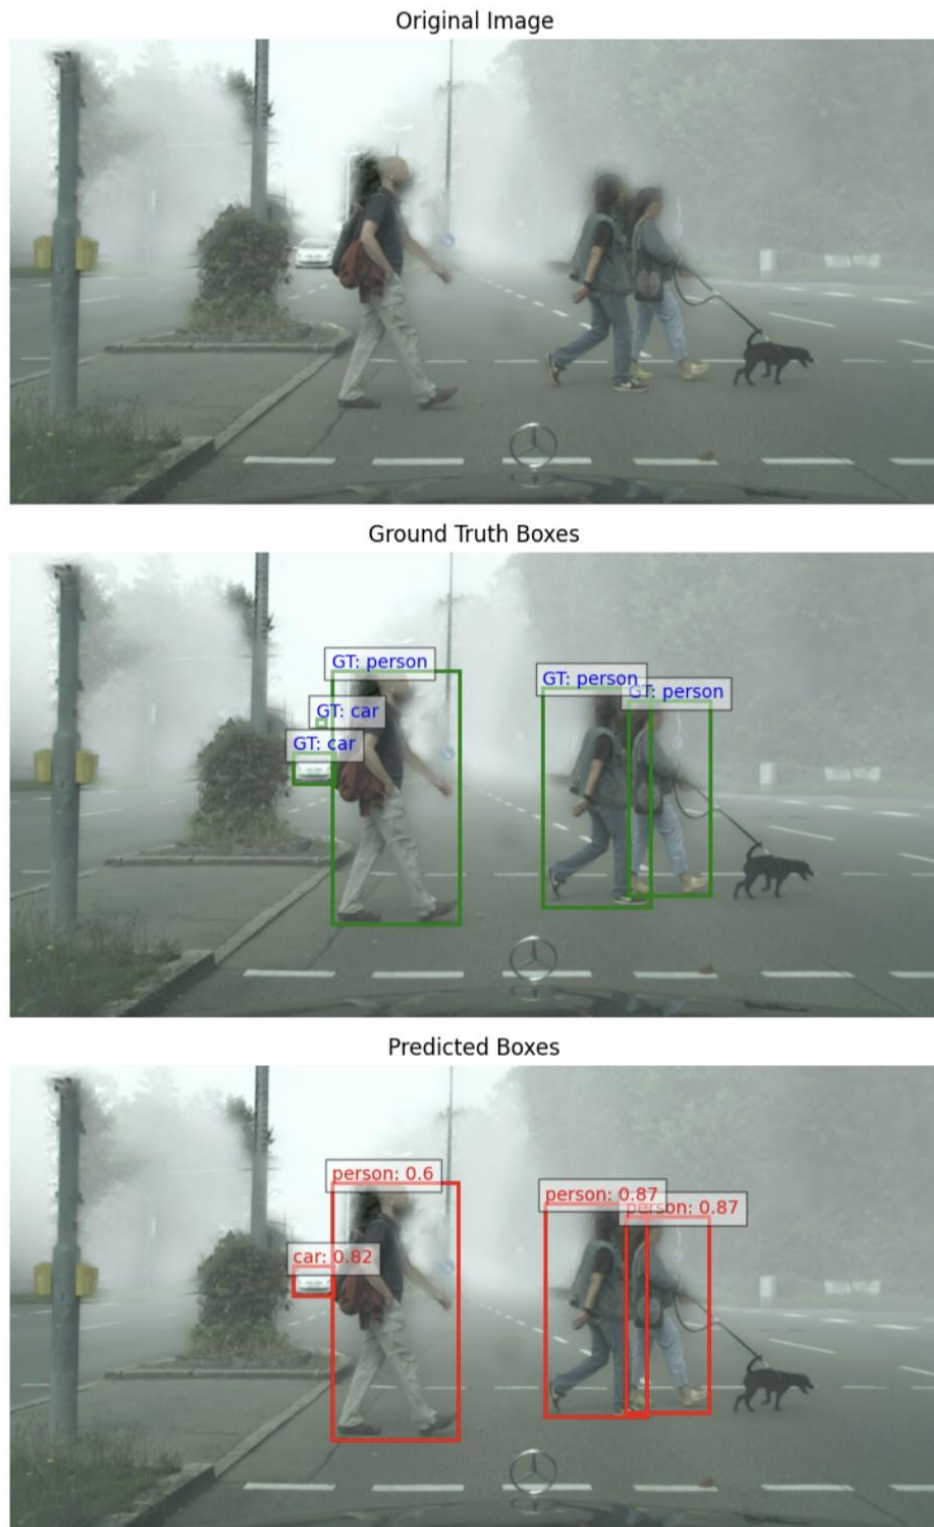 Original Image
Ground Truth Boxes
GT: person
GT: person
GT: person
GT: car
GT: car
Predicted Boxes
person: 0.6
person: 0.87
person: 0.87
car: 0.82